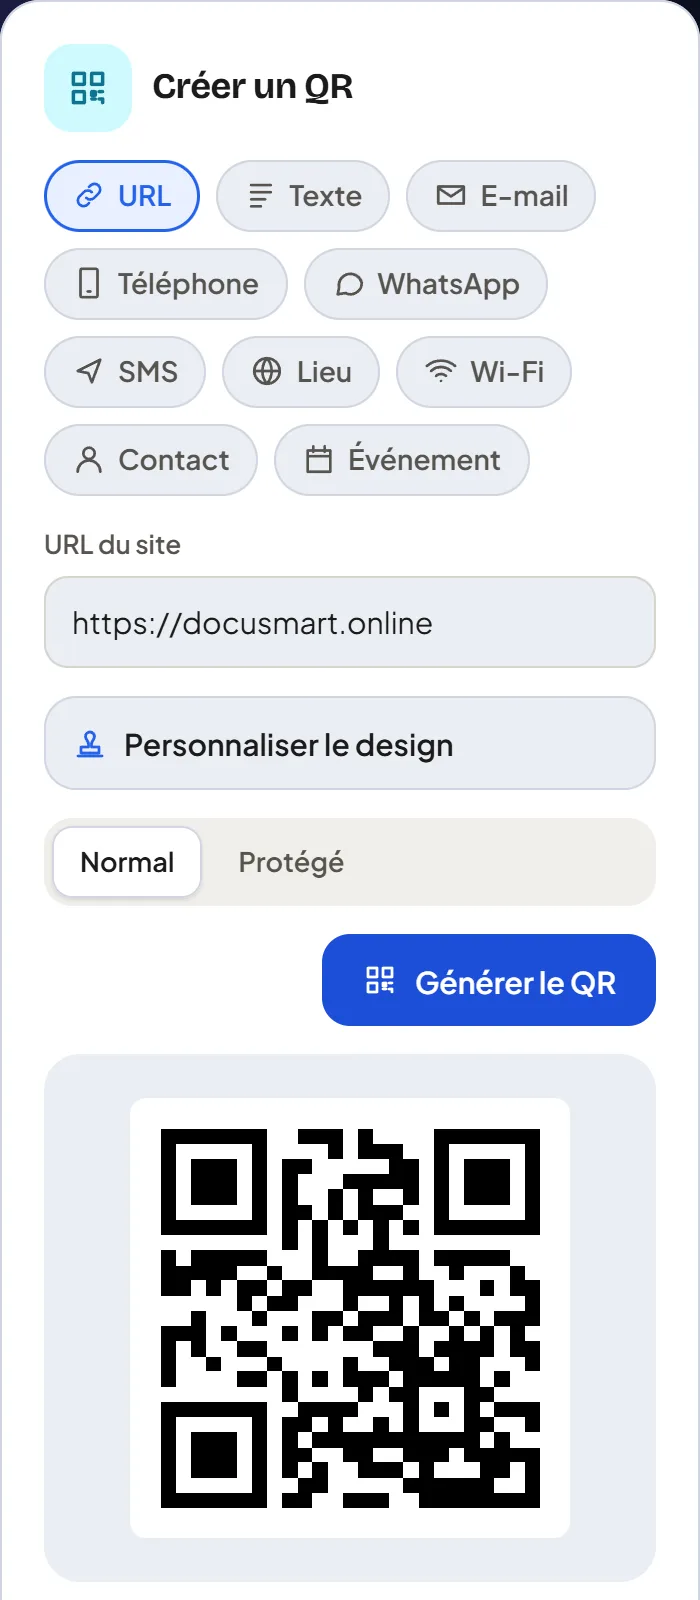 Créer un QR
URL
Texte
E-mail
Téléphone
WhatsApp
SMS
Lieu
Wi-Fi
Contact
Événement
URL du site
https://docusmart.online
Personnaliser le design
Normal
Protégé
Générer le QR